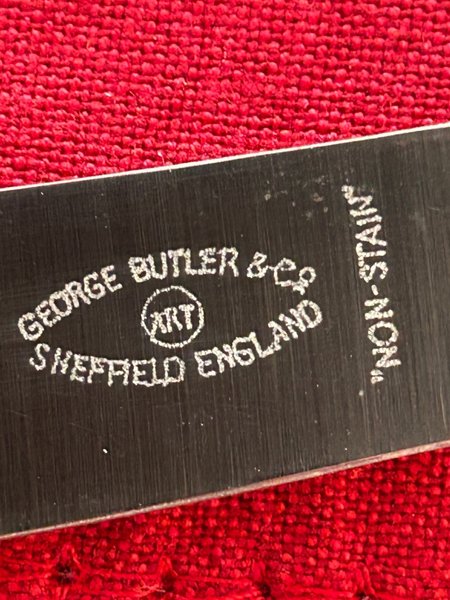 GEORGE BUTLER & Co
ART
SHEFFIELD ENGLAND
"NON-STAIN"